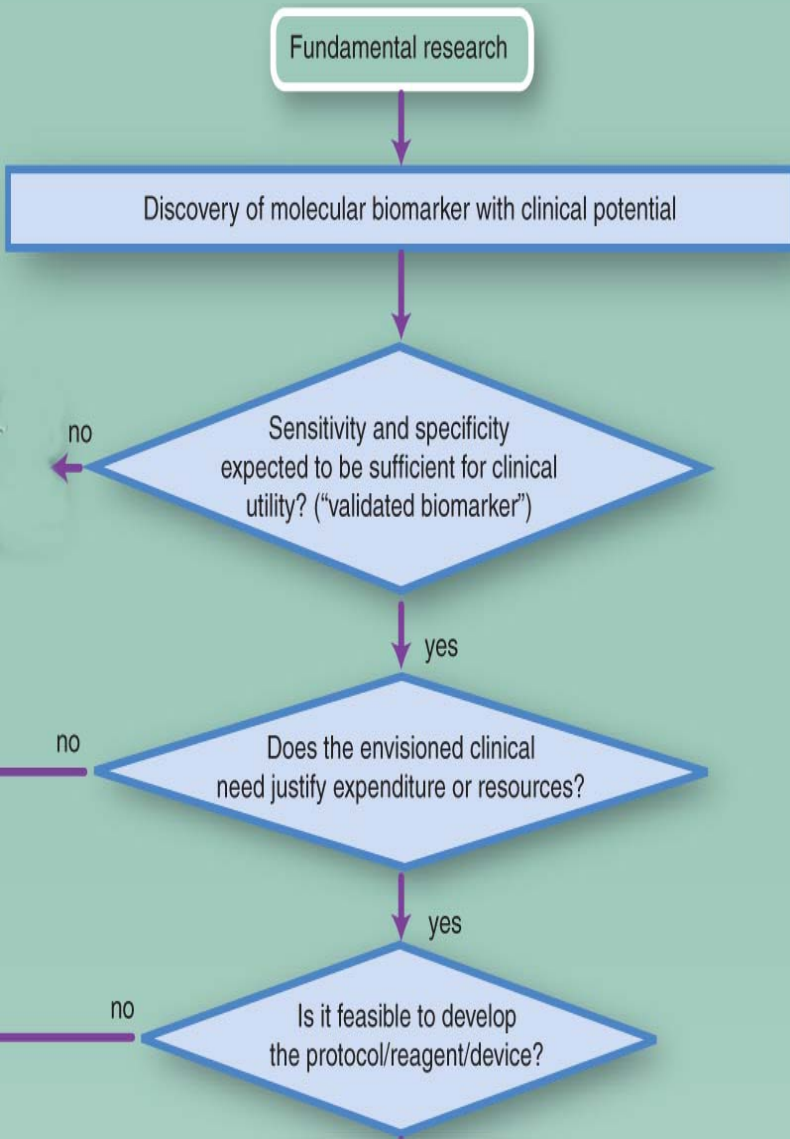 Fundamental research
Discovery of molecular biomarker with clinical potential
Sensitivity and specificity
expected to be sufficient for clinical
utility? (“validated biomarker”)
no
yes
Does the envisioned clinical
need justify expenditure or resources?
no
yes
Is it feasible to develop
the protocol/reagent/device?
no